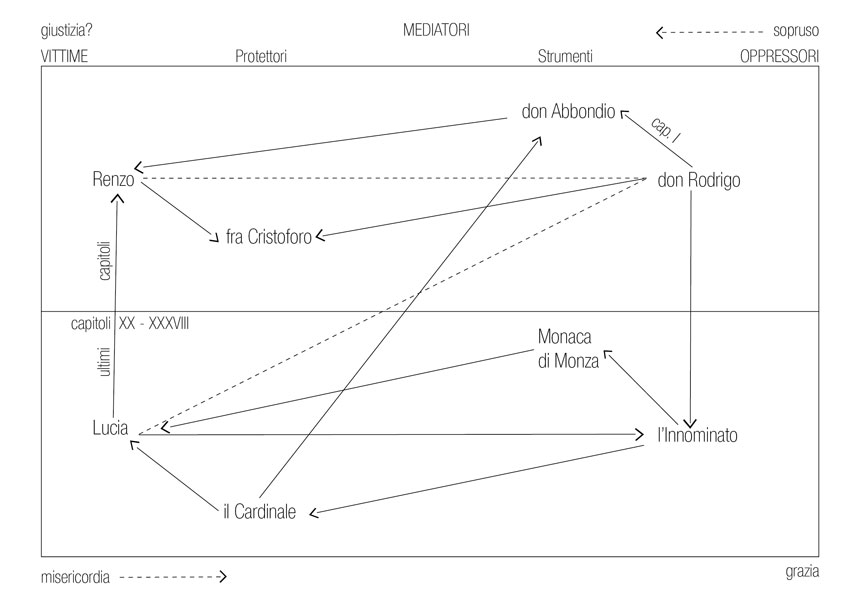 giustizia?
MEDIATORI
sopruso
VITTIME
Protettori
Strumenti
OPPRESSORI
don Abbondio
cap. I
Renzo
don Rodrigo
fra Cristoforo
capitoli
capitoli XX - XXXVIII
Monaca
di Monza
ultimi
Lucia
l'Innominato
il Cardinale
misericordia
grazia